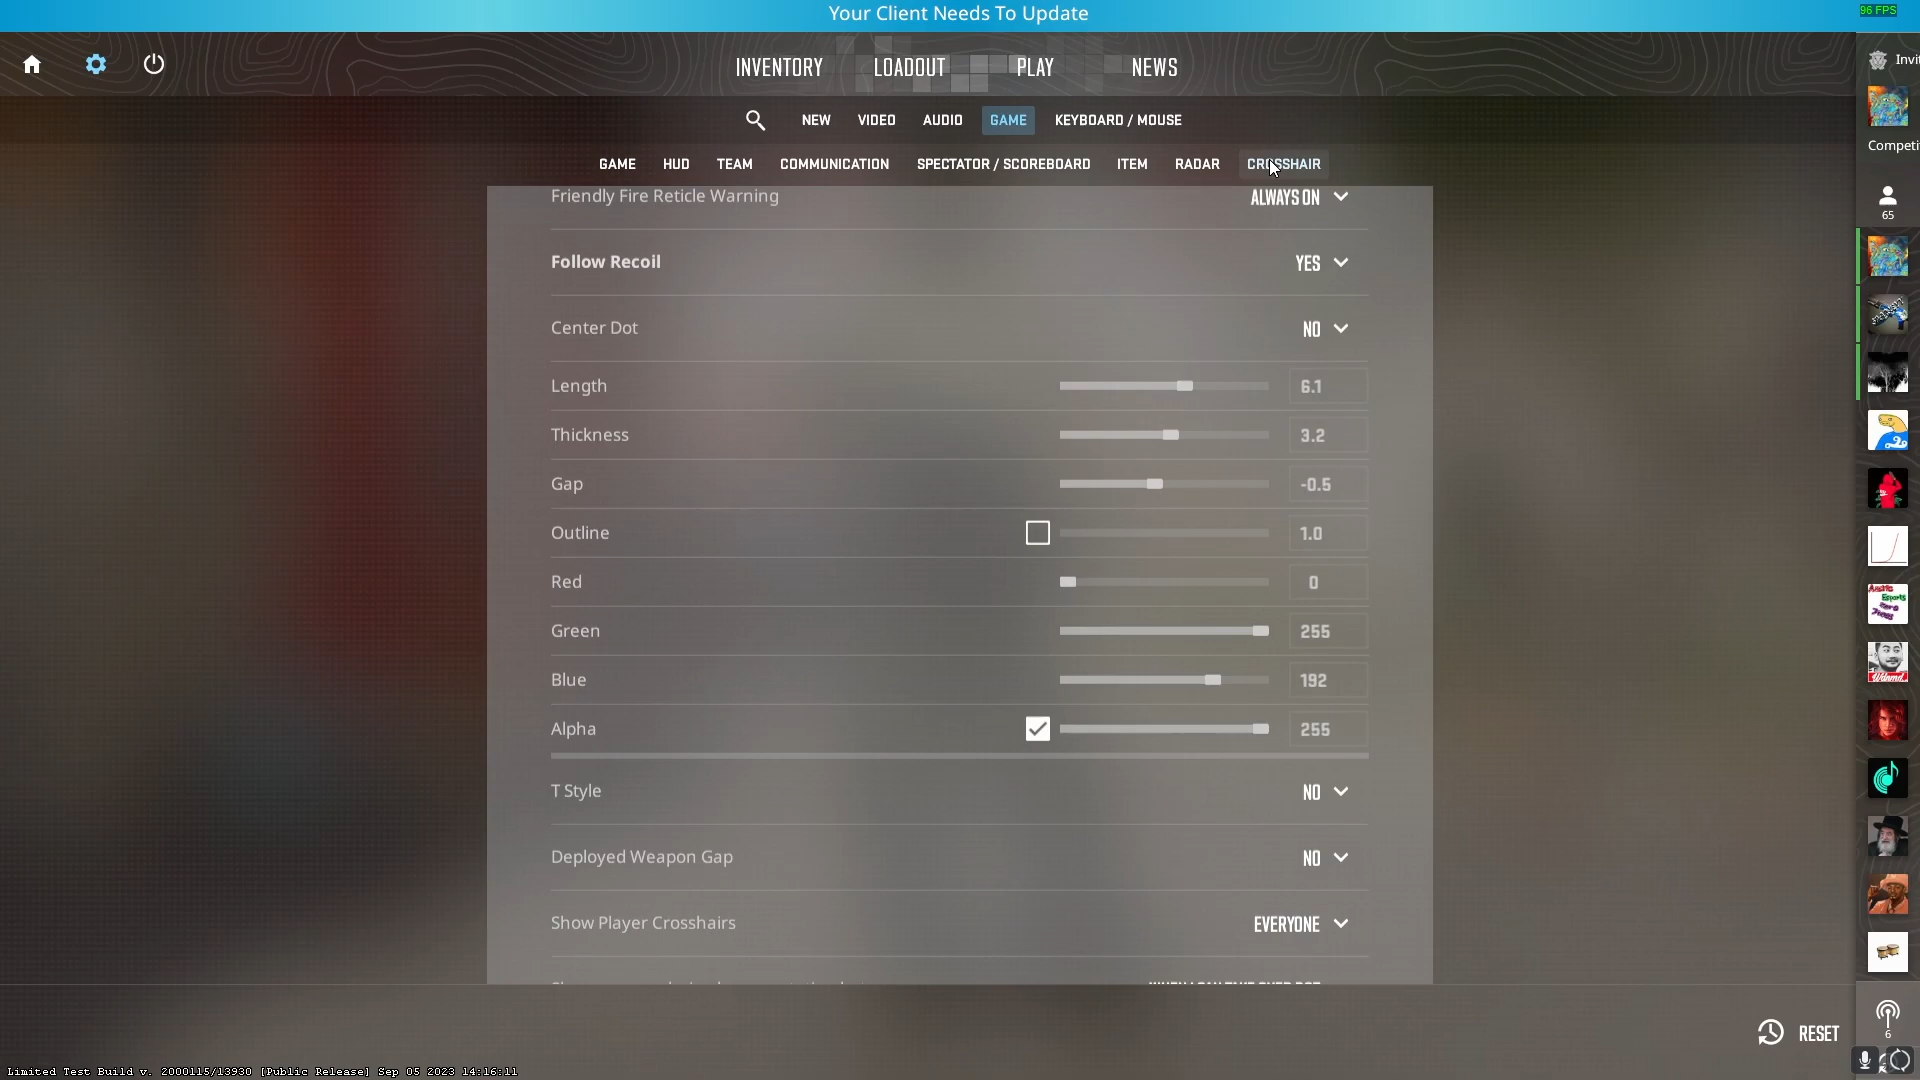 Your Client Needs To Update
96 FPS
INVENTORY LOADOUT PLAY NEWS
Invit
NEW VIDEO AUDIO GAME KEYBOARD / MOUSE
Competi
GAME HUD TEAM COMMUNICATION SPECTATOR / SCOREBOARD ITEM RADAR CROSSHAIR
Friendly Fire Reticle Warning ALWAYS ON
65
Follow Recoil YES
Center Dot NO
Length 6.1
Thickness 3.2
Gap -0.5
Outline 1.0
Red 0
Green 255
Blue 192
Alpha 255
T Style NO
Deployed Weapon Gap NO
Show Player Crosshairs EVERYONE
RESET
6
Limited Test Build v. 2000115/13930 [Public Release] Sep 05 2023 14:16:11